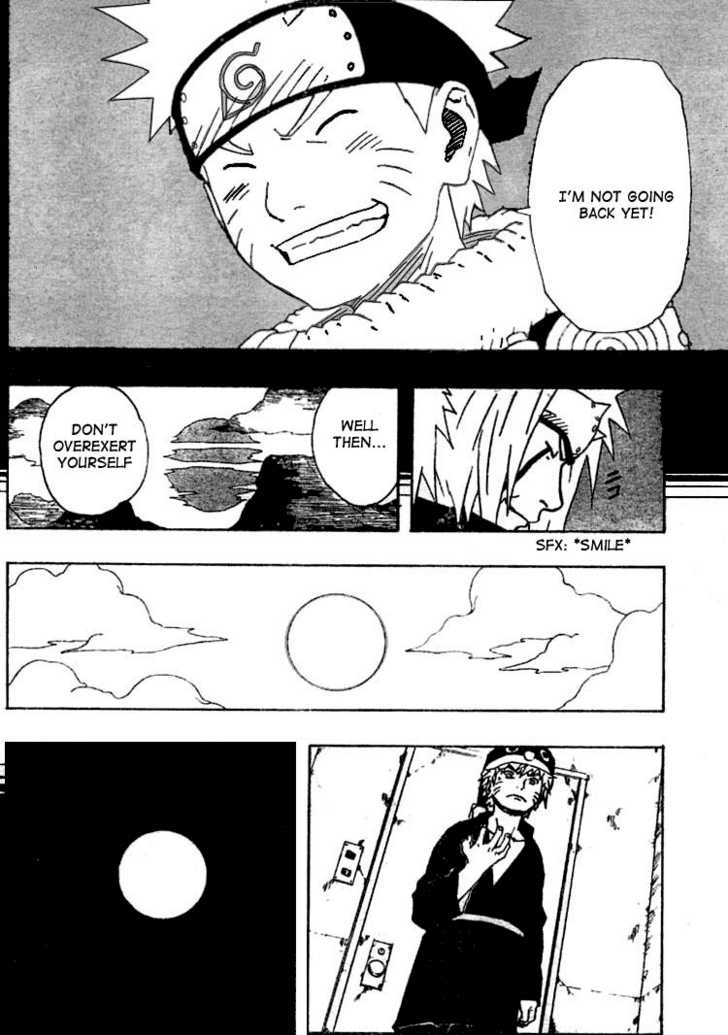 I'M NOT GOING
BACK YET!
WELL
THEN...
DON'T
OVEREXERT
YOURSELF
SFX: *SMILE*